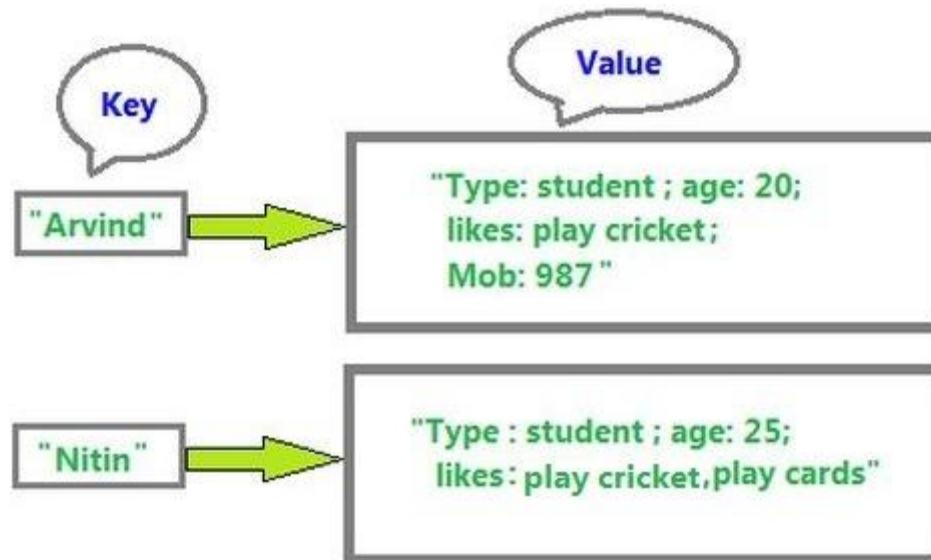 Key
Value
"Arvind"
"Type: student ; age: 20;
likes: play cricket;
Mob: 987 "
"Nitin"
"Type : student ; age: 25;
likes: play cricket,play cards"